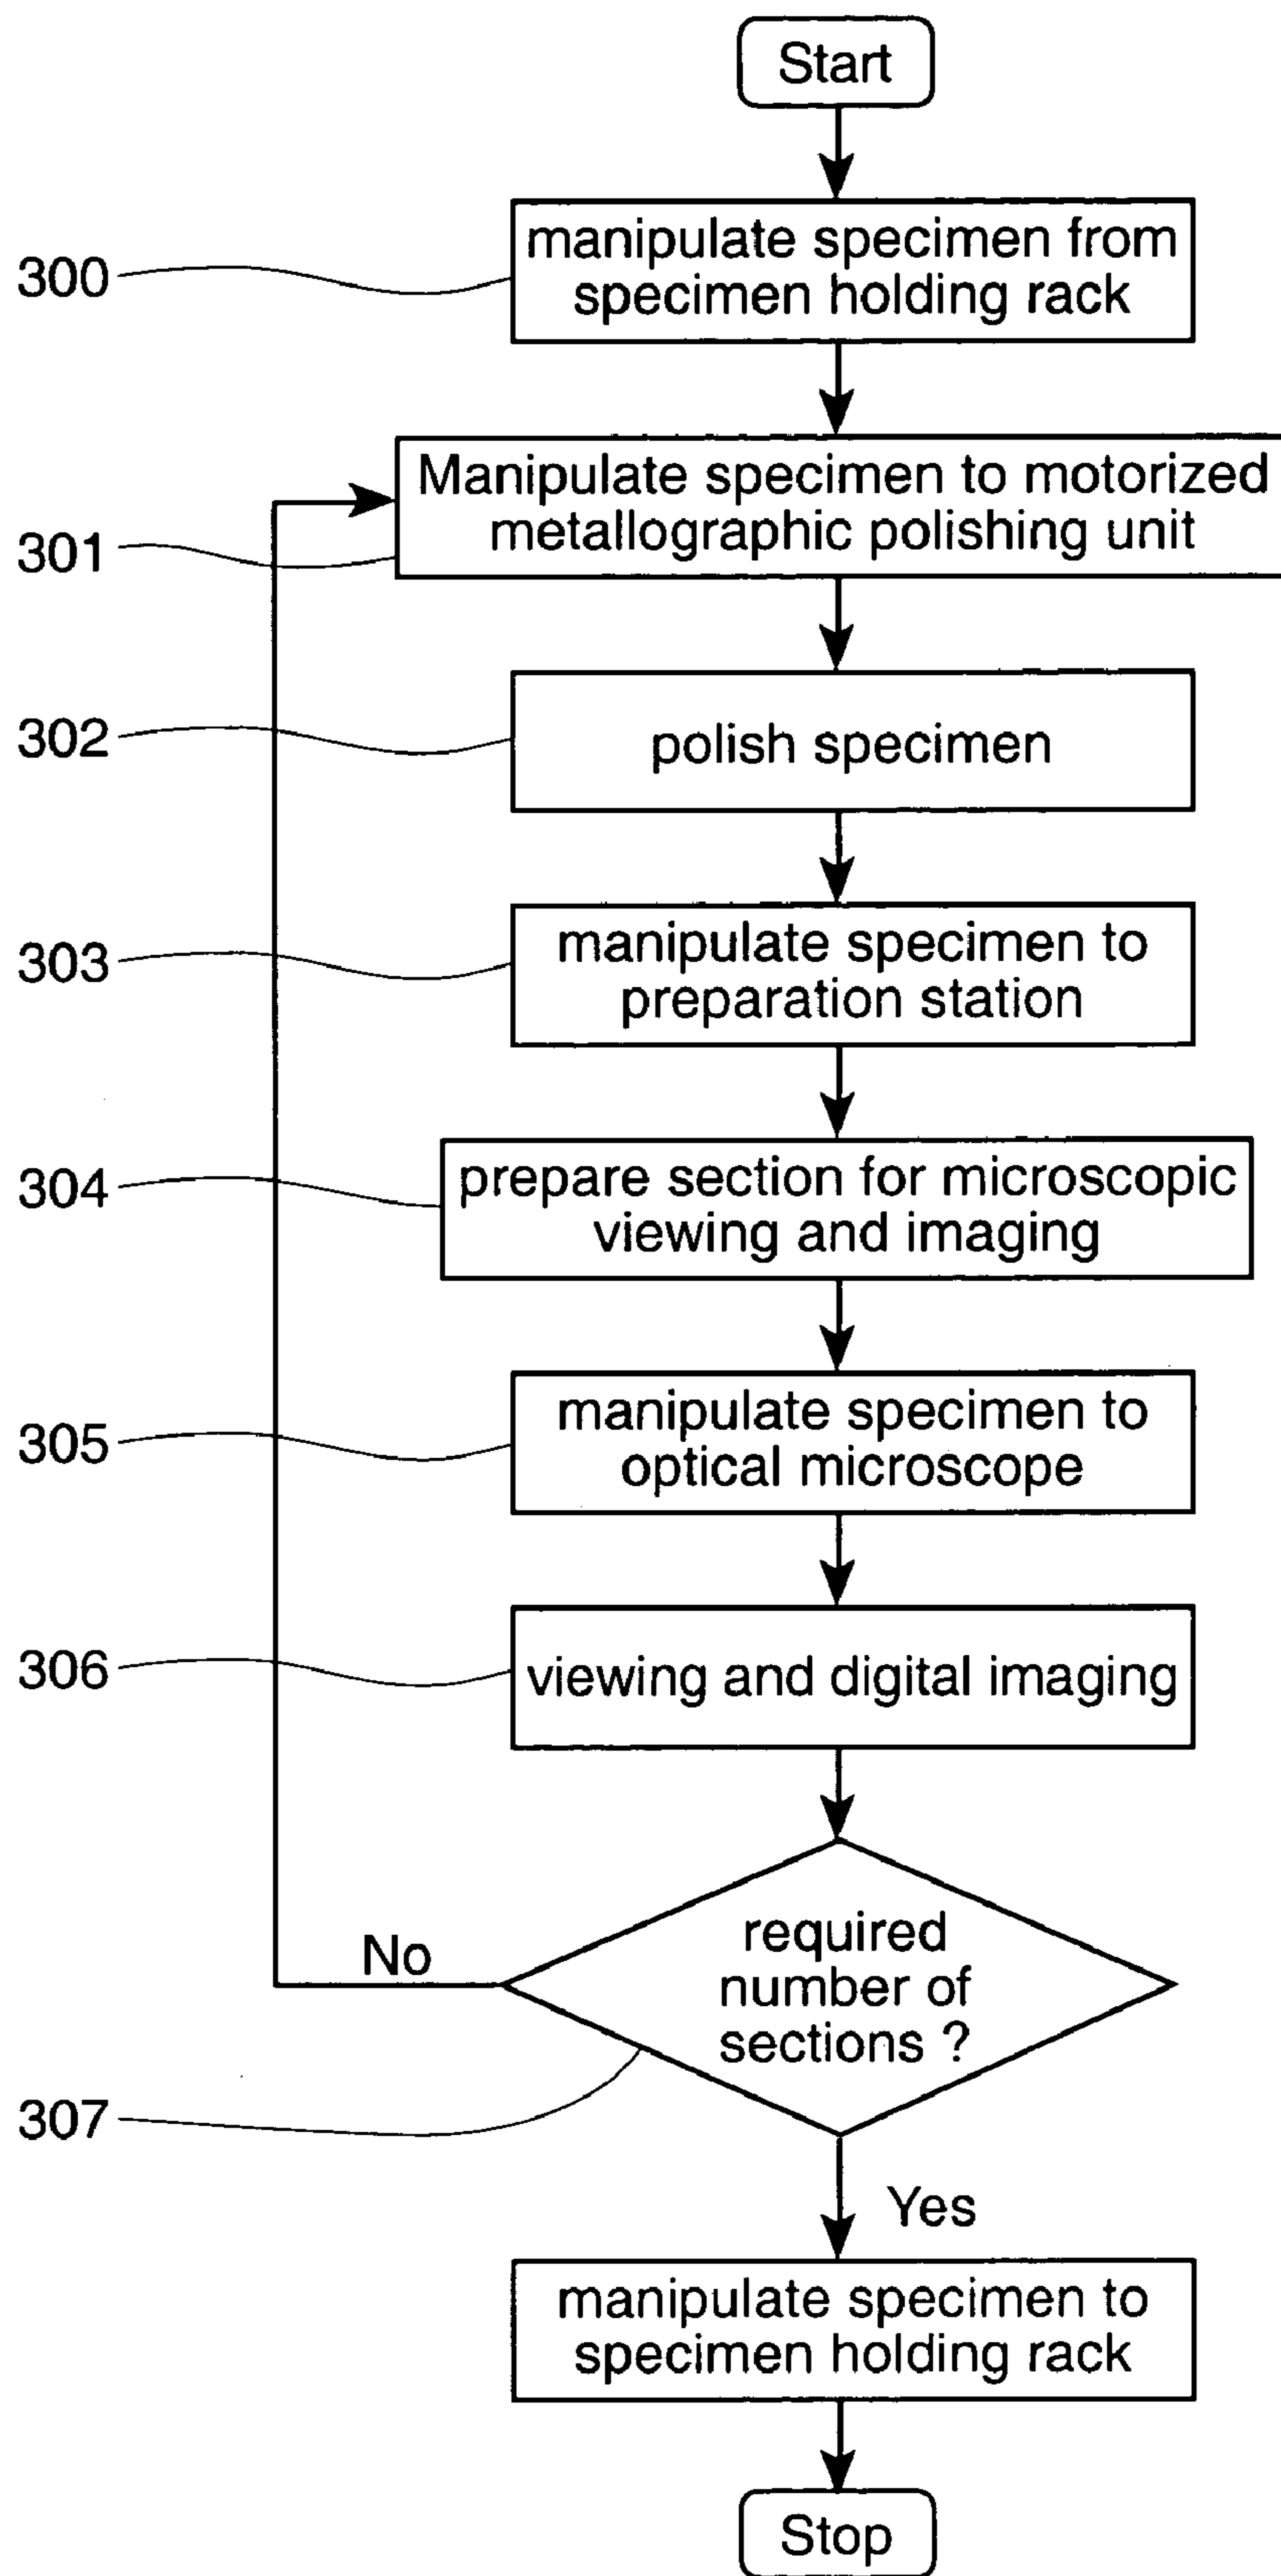 Start
300
manipulate specimen from
specimen holding rack
301
Manipulate specimen to motorized
metallographic polishing unit
302
polish specimen
303
manipulate specimen to
preparation station
304
prepare section for microscopic
viewing and imaging
305
manipulate specimen to
optical microscope
306
viewing and digital imaging
No
required
number of
sections ?
307
Yes
manipulate specimen to
specimen holding rack
Stop